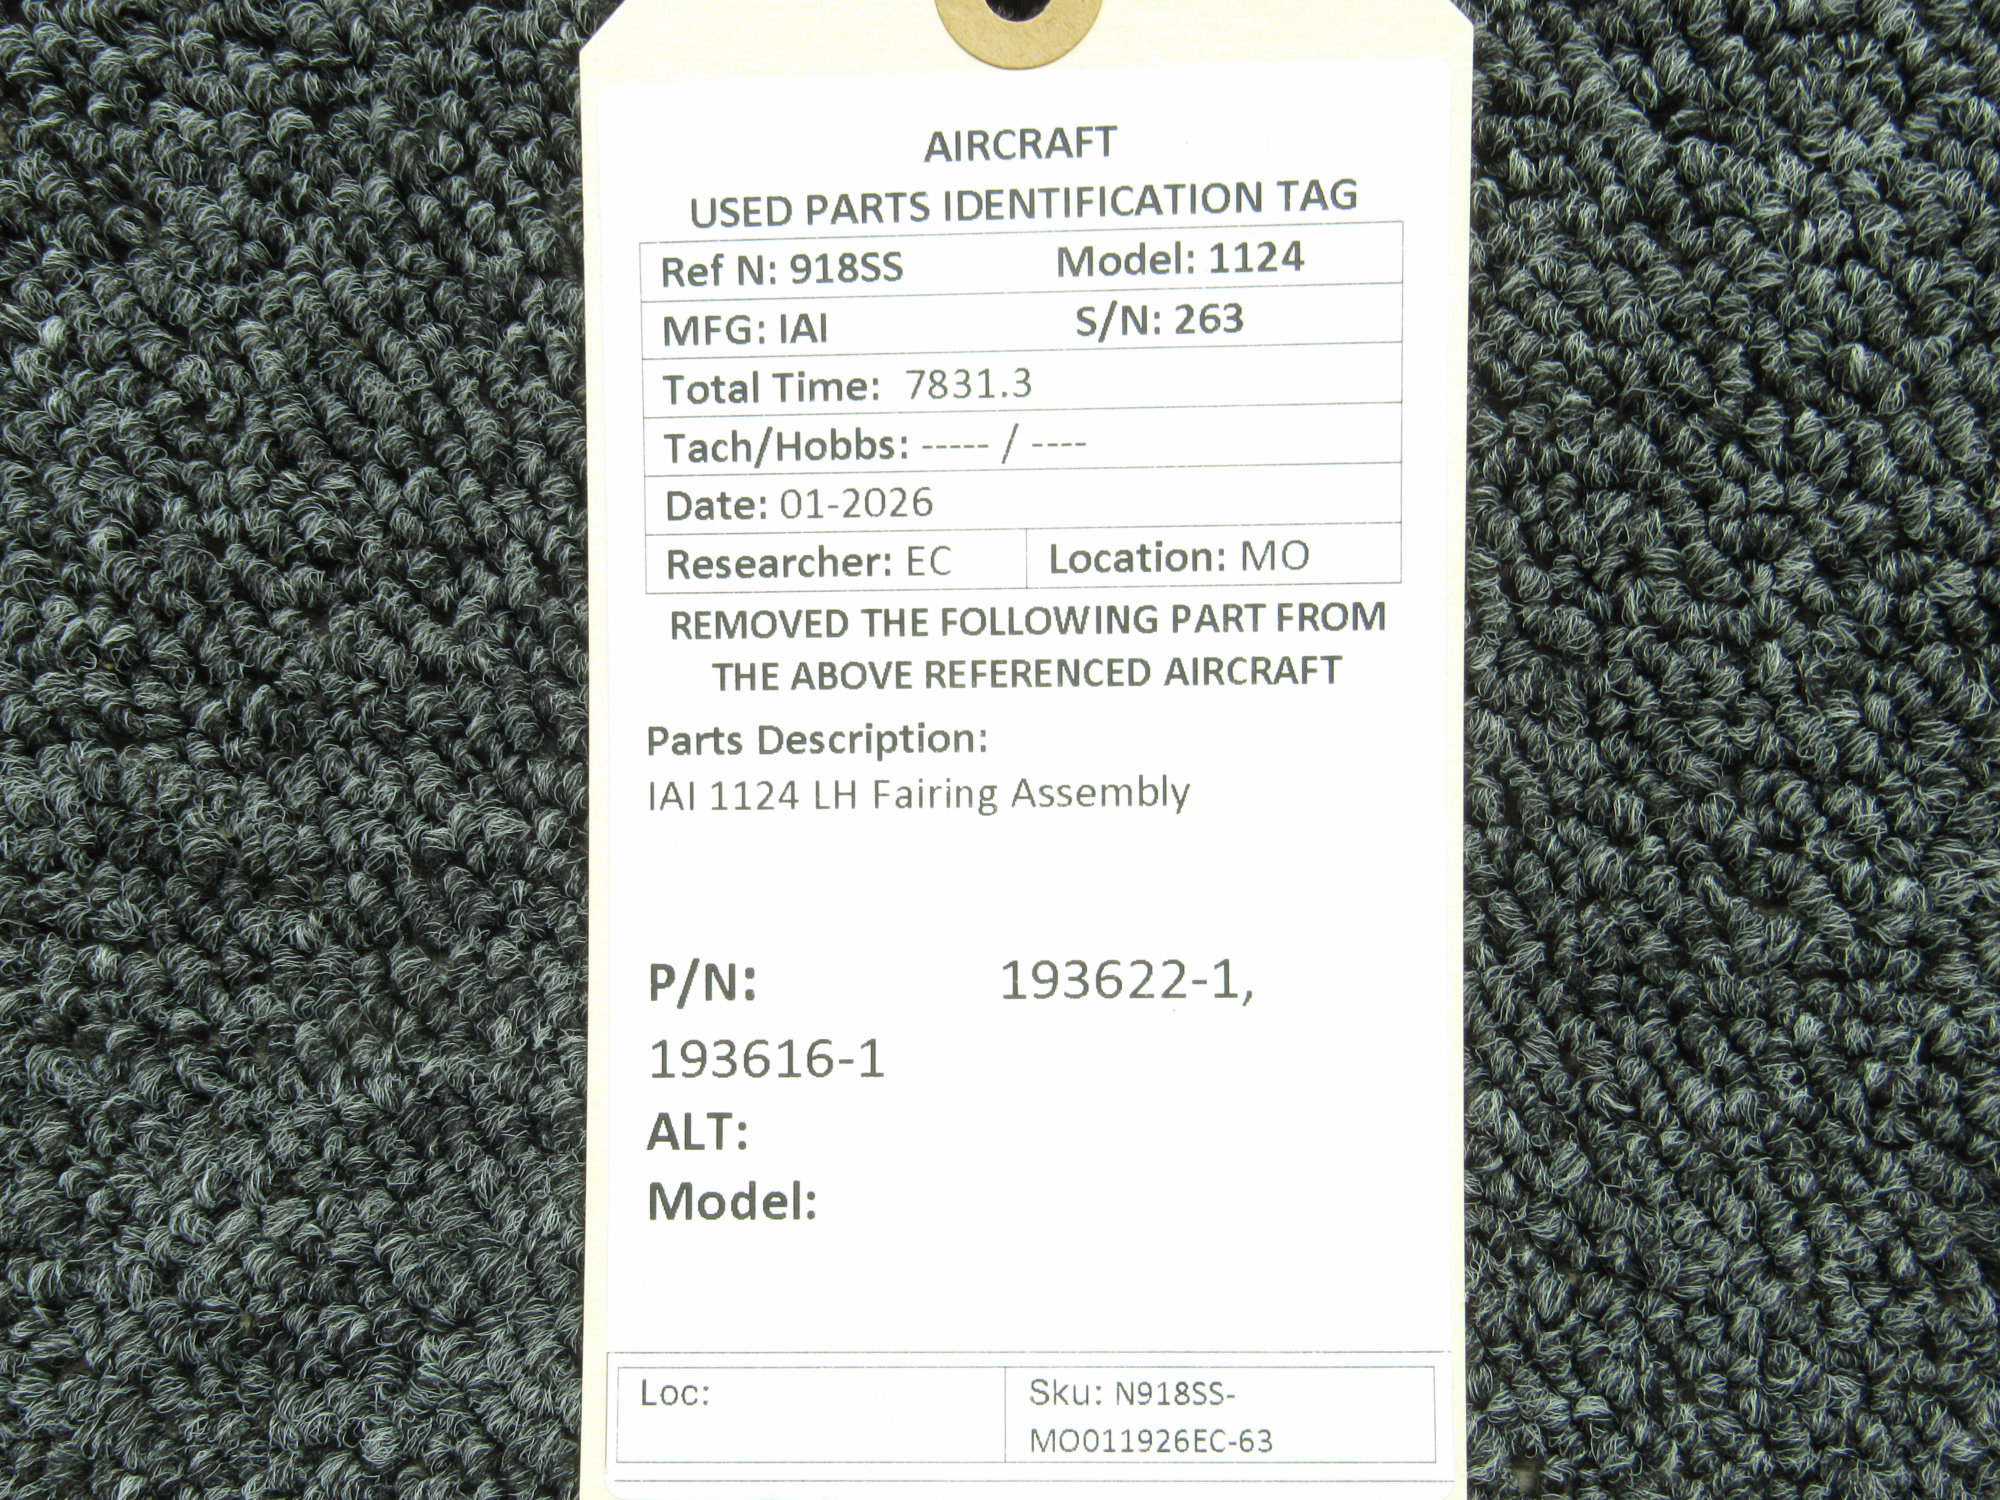 AIRCRAFT
USED PARTS IDENTIFICATION TAG
Ref N: 918SS Model: 1124
MFG: IAI S/N: 263
Total Time: 7831.3
Tach/Hobbs: ----- / ----
Date: 01-2026
Researcher: EC Location: MO
REMOVED THE FOLLOWING PART FROM
THE ABOVE REFERENCED AIRCRAFT
Parts Description:
IAI 1124 LH Fairing Assembly
P/N: 193622-1,
193616-1
ALT:
Model:
Loc:
Sku: N918SS-
MO011926EC-63